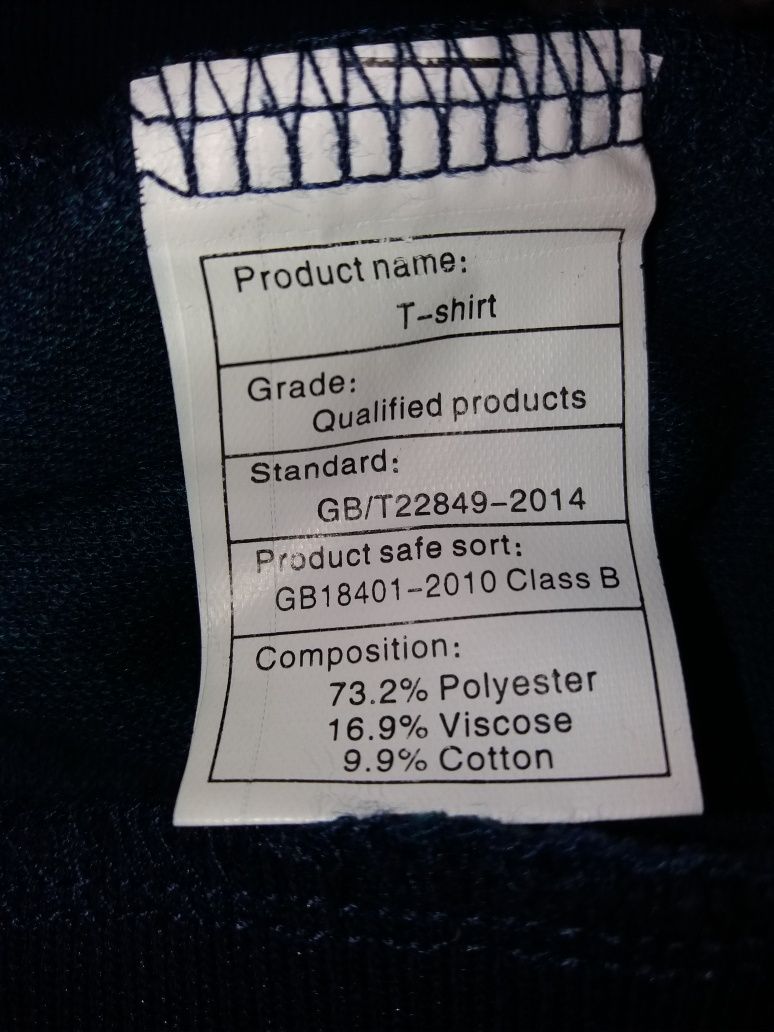 Product name:
T-shirt
Grade:
Qualified products
Standard:
GB/T22849-2014
Product safe sort:
GB18401-2010 Class B
Composition:
73.2% Polyester
16.9% Viscose
9.9% Cotton